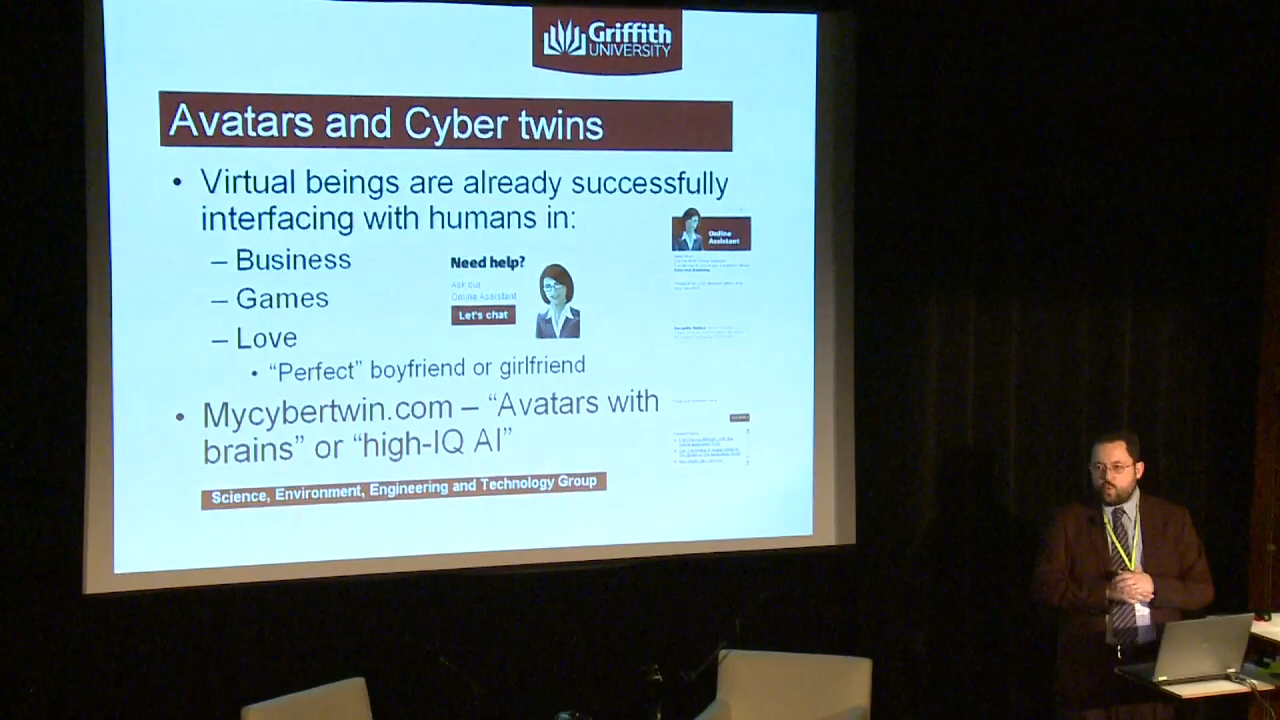 Griffith
UNIVERSITY
Avatars and Cyber twins
• Virtual beings are already successfully
interfacing with humans in:
– Business
– Games
– Love
• “Perfect” boyfriend or girlfriend
Need help?
Ask our
Online Assistant
Let's chat
Online
Assistant
• Mycybertwin.com – “Avatars with
brains” or “high-IQ AI”
Science, Environment, Engineering and Technology Group